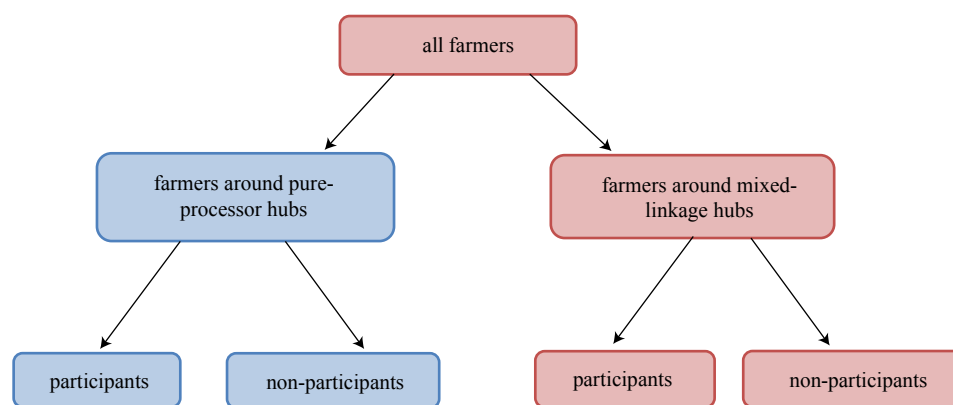 all farmers
farmers around pure-
processor hubs
farmers around mixed-
linkage hubs
participants
non-participants
participants
non-participants